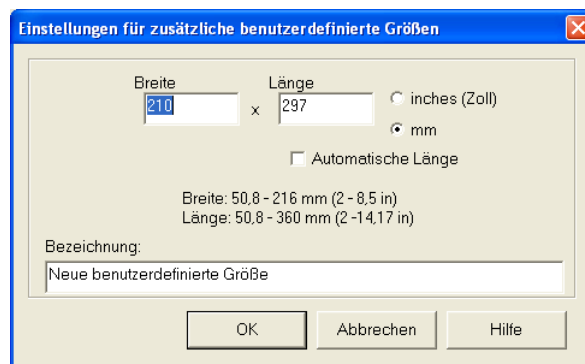 Einstellungen für zusätzliche benutzerdefinierte Größen
Breite Länge
210 x 297
inches (Zoll)
mm
Automatische Länge
Breite: 50,8 - 216 mm (2 - 8,5 in)
Länge: 50,8 - 360 mm (2 -14,17 in)
Bezeichnung:
Neue benutzerdefinierte Größe
OK Abbrechen Hilfe